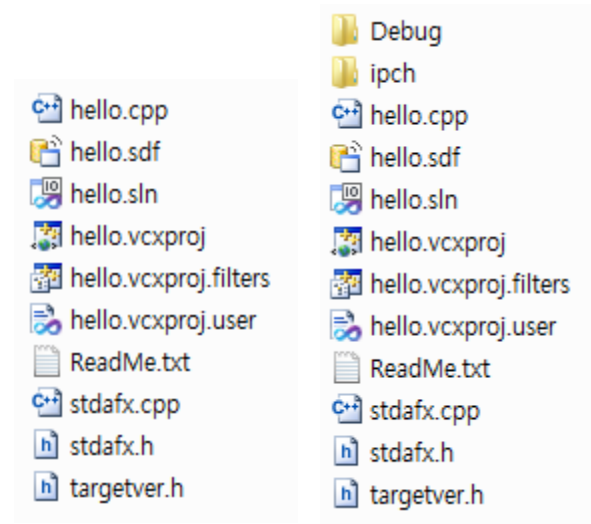 hello.cpp
hello.sdf
hello.sln
hello.vcxproj
hello.vcxproj.filters
hello.vcxproj.user
ReadMe.txt
stdafx.cpp
stdafx.h
targetver.h
Debug
ipch
hello.cpp
hello.sdf
hello.sln
hello.vcxproj
hello.vcxproj.filters
hello.vcxproj.user
ReadMe.txt
stdafx.cpp
stdafx.h
targetver.h